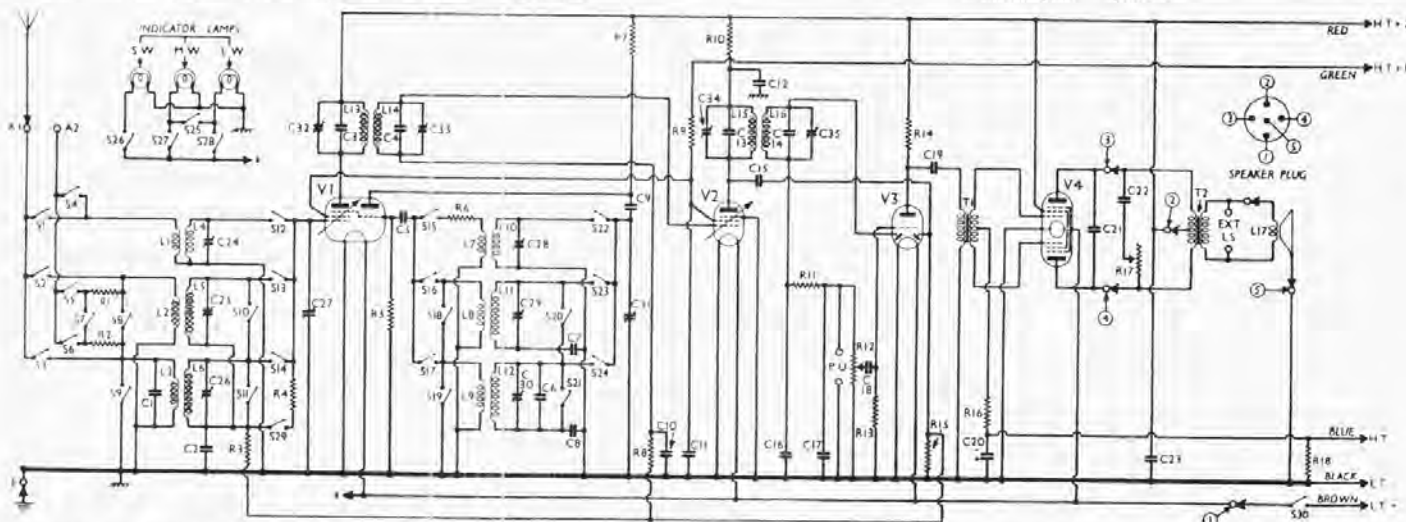 INDICATOR LAMPS
S W M W L W
S26 S27 S25 S28
A1 A2
S4
S1
S2
S5 R1
S7 S8
S6 R2
S9
C1
L1 L4 C24 S12
L2 L5 C25 S10 S13
L3 L6 C26 S11 S14
R4
S29
C2 R3
C32 L13 C3 L14 C4 C33
V1
C27
R5
C5 S15 R6
L7 L10 C28 S22
S16 L11 C29 S20 S23
S18 L8 C7
S17 L12 C30 C6 S21 S24
S19 L9
C8
R7
C9
C31
R8 C10 C11
R9
R10
C12
C34 L15 C13 L16 C14 C35
C15
V2
R11
P U
R12
C18
R13
C16 C17
R14
C19
V3
R15
T1
R16
C20
V4
C21
C22
R17
C23
T2
EXT
LS
L17
1 2 3 4 5
SPEAKER PLUG
RED HT+
GREEN HT+
BLUE HT
R18
BLACK LT
BROWN LT
S30